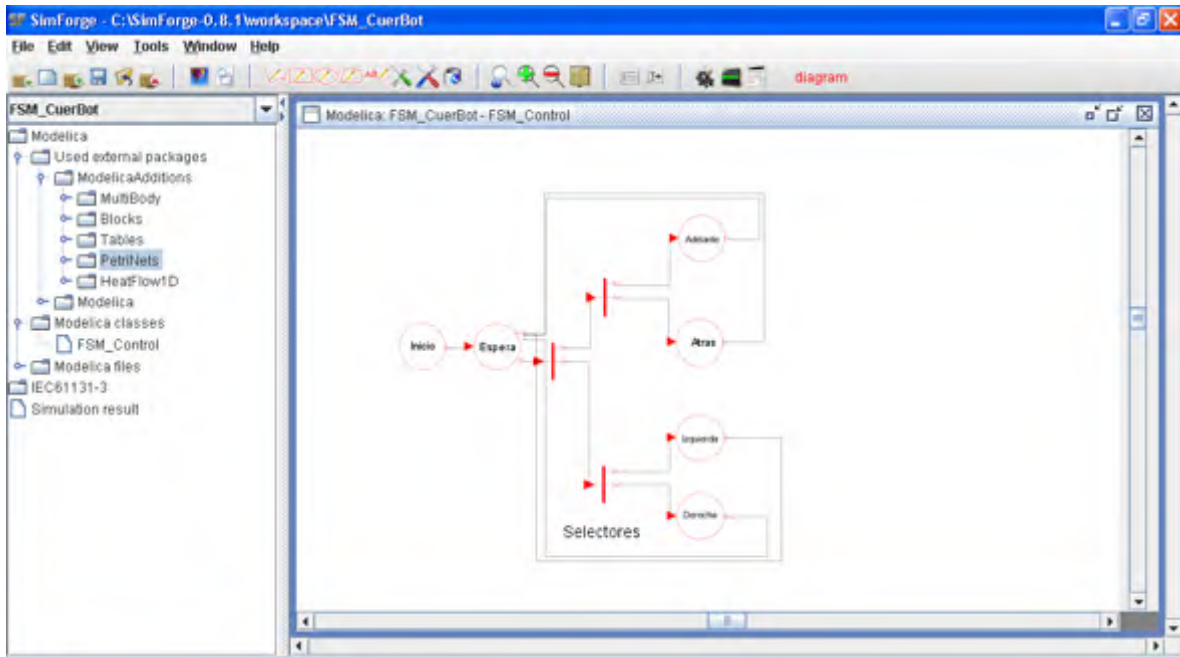 SimForge - C:\SimForge-0.8.1\workspace\FSM_CuerBot
File Edit View Tools Window Help
diagram
FSM_CuerBot
Modelica: FSM_CuerBot - FSM_Control
Modelica
Used external packages
ModelicaAdditions
MultiBody
Blocks
Tables
PetriNets
HeatFlow1D
Modelica
Modelica classes
FSM_Control
Modelica files
IEC61131-3
Simulation result
Adelante
Inicio
Espera
Atras
Izquierda
Derecha
Selectores